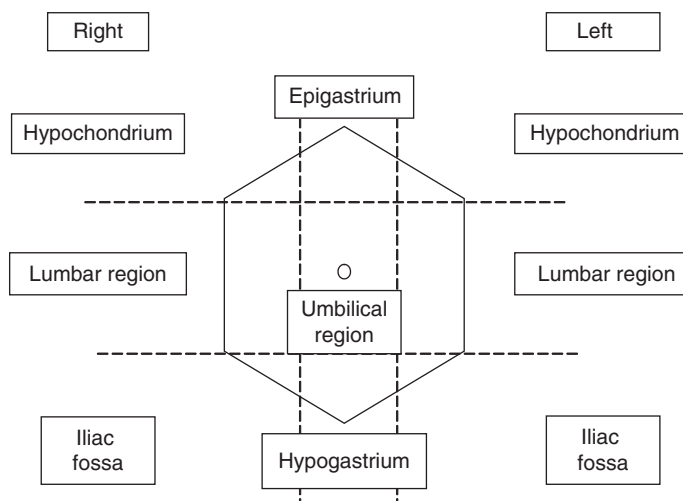 Right
Left
Epigastrium
Hypochondrium
Hypochondrium
Lumbar region
Lumbar region
Umbilical
region
Iliac
fossa
Hypogastrium
Iliac
fossa